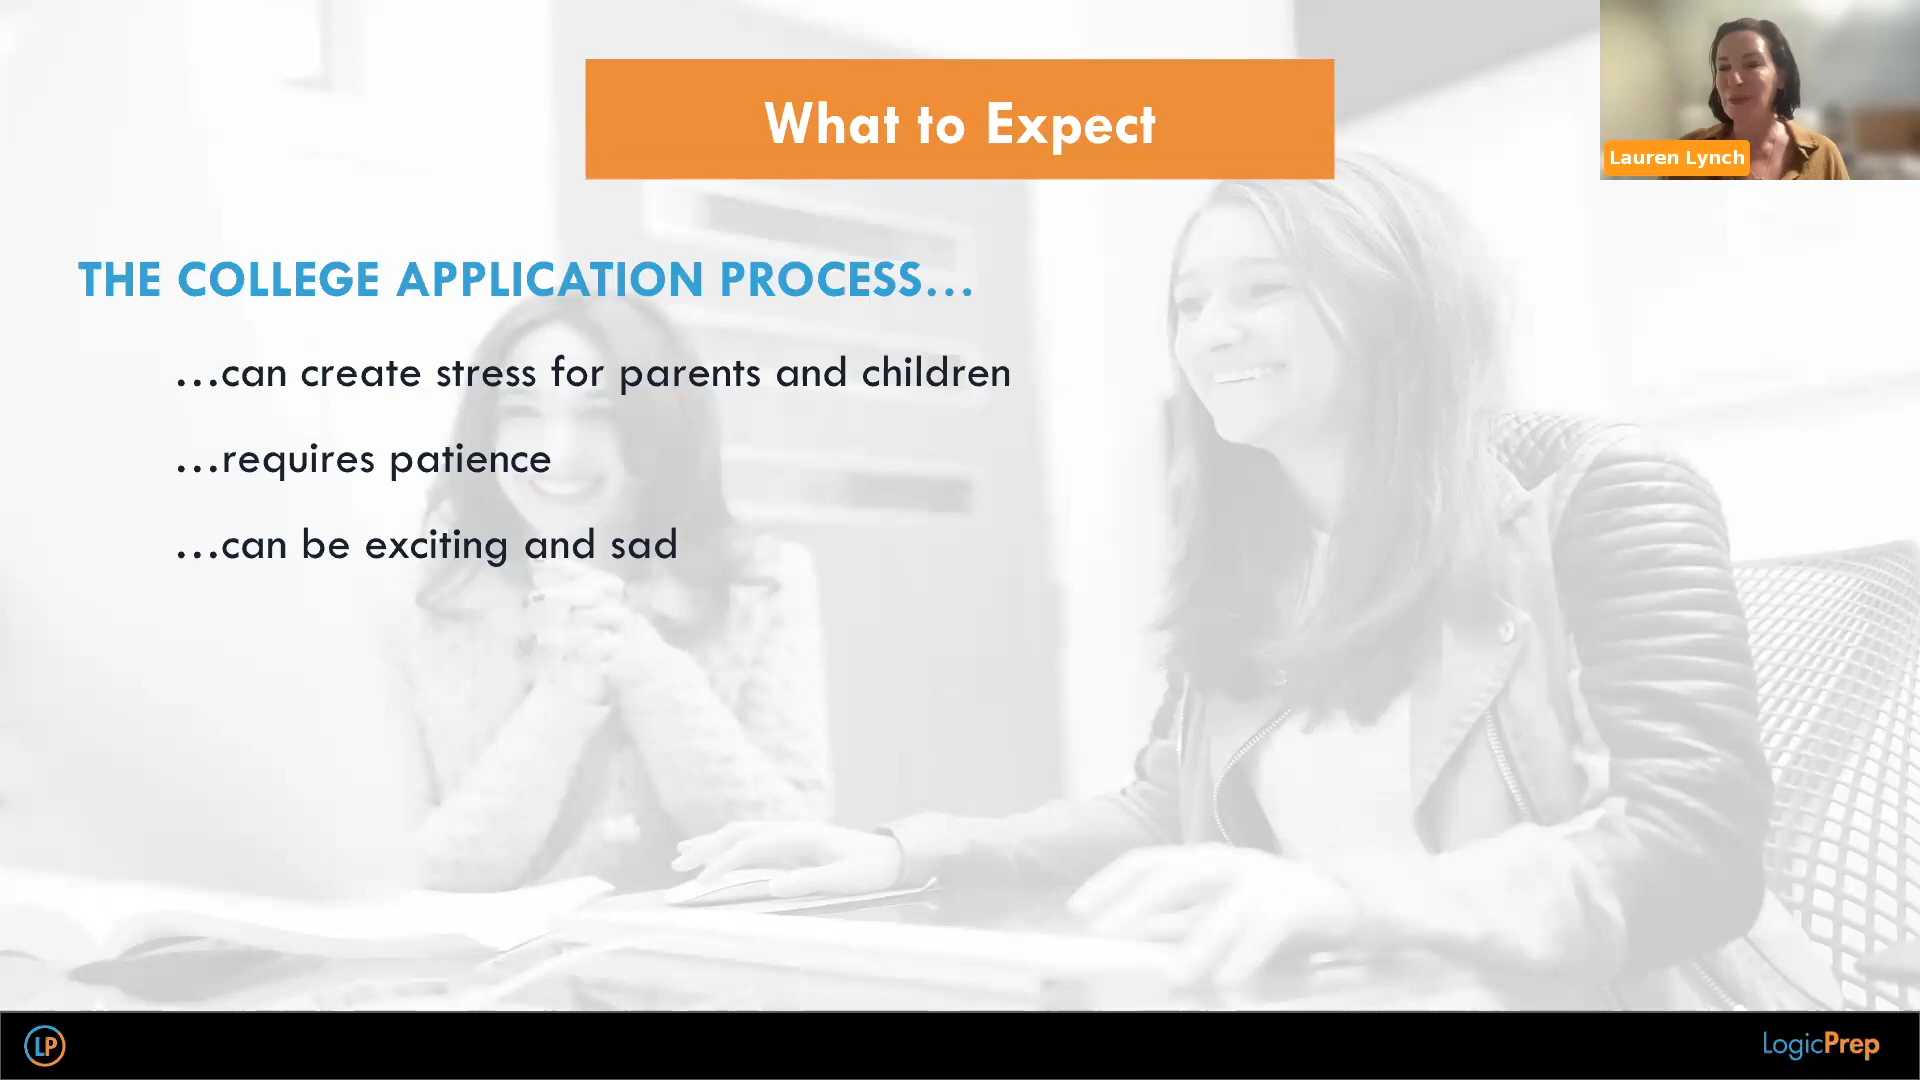 What to Expect
Lauren Lynch
THE COLLEGE APPLICATION PROCESS...
...can create stress for parents and children
...requires patience
...can be exciting and sad
LP
LogicPrep